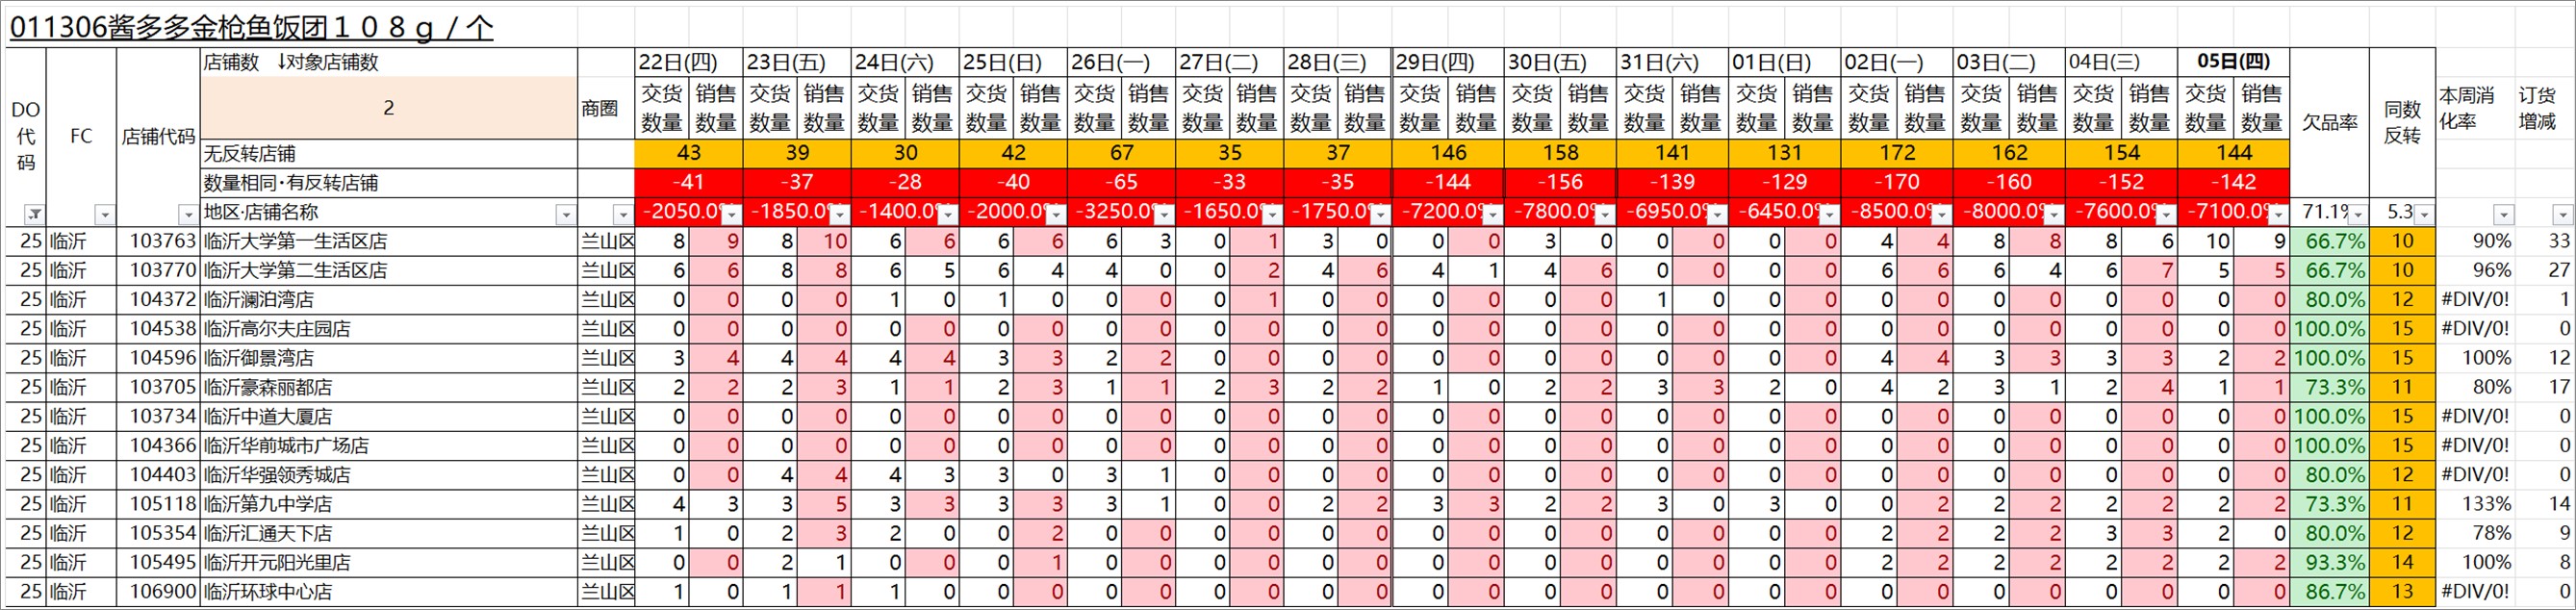 011306酱多多金枪鱼饭团１０８ｇ／个
DO代码 FC 店铺代码 店铺数 ↓对象店铺数 商圈 22日(四) 23日(五) 24日(六) 25日(日) 26日(一) 27日(二) 28日(三) 29日(四) 30日(五) 31日(六) 01日(日) 02日(一) 03日(二) 04日(三) 05日(四) 欠品率 同数反转 本周消化率 订货增减
2 交货数量 销售数量 交货数量 销售数量 交货数量 销售数量 交货数量 销售数量 交货数量 销售数量 交货数量 销售数量 交货数量 销售数量 交货数量 销售数量 交货数量 销售数量 交货数量 销售数量 交货数量 销售数量 交货数量 销售数量 交货数量 销售数量 交货数量 销售数量 交货数量 销售数量
无反转店铺 43 39 30 42 67 35 37 146 158 141 131 172 162 154 144
数量相同·有反转店铺 -41 -37 -28 -40 -65 -33 -35 -144 -156 -139 -129 -170 -160 -152 -142
地区·店铺名称 -2050.0% -1850.0% -1400.0% -2000.0% -3250.0% -1650.0% -1750.0% -7200.0% -7800.0% -6950.0% -6450.0% -8500.0% -8000.0% -7600.0% -7100.0% 71.1% 5.3
25 临沂 103763 临沂大学第一生活区店 兰山区 8 9 8 10 6 6 6 6 6 3 0 1 3 0 0 0 3 0 0 0 0 0 4 4 8 8 8 6 10 9 66.7% 10 90% 33
25 临沂 103770 临沂大学第二生活区店 兰山区 6 6 8 8 6 5 6 4 4 0 0 2 4 6 4 1 4 6 0 0 0 0 6 6 6 4 6 7 5 5 66.7% 10 96% 27
25 临沂 104372 临沂澜泊湾店 兰山区 0 0 0 0 1 0 1 0 0 0 0 1 0 0 0 0 0 0 1 0 0 0 0 0 0 0 0 0 0 0 80.0% 12 #DIV/0! 1
25 临沂 104538 临沂高尔夫庄园店 兰山区 0 0 0 0 0 0 0 0 0 0 0 0 0 0 0 0 0 0 0 0 0 0 0 0 0 0 0 0 0 0 100.0% 15 #DIV/0! 0
25 临沂 104596 临沂御景湾店 兰山区 3 4 4 4 4 4 3 3 2 2 0 0 0 0 0 0 0 0 0 0 0 0 4 4 3 3 3 3 2 2 100.0% 15 100% 12
25 临沂 103705 临沂豪森丽都店 兰山区 2 2 2 3 1 1 2 3 1 1 2 3 2 2 1 0 2 2 3 3 2 0 4 2 3 1 2 4 1 1 73.3% 11 80% 17
25 临沂 103734 临沂中道大厦店 兰山区 0 0 0 0 0 0 0 0 0 0 0 0 0 0 0 0 0 0 0 0 0 0 0 0 0 0 0 0 0 0 100.0% 15 #DIV/0! 0
25 临沂 104366 临沂华前城市广场店 兰山区 0 0 0 0 0 0 0 0 0 0 0 0 0 0 0 0 0 0 0 0 0 0 0 0 0 0 0 0 0 0 100.0% 15 #DIV/0! 0
25 临沂 104403 临沂华强领秀城店 兰山区 0 0 4 4 4 3 3 0 3 1 0 0 0 0 0 0 0 0 0 0 0 0 0 0 0 0 0 0 0 0 80.0% 12 #DIV/0! 0
25 临沂 105118 临沂第九中学店 兰山区 4 3 3 5 3 3 3 3 3 1 0 0 2 2 3 3 2 2 3 0 3 0 0 2 2 2 2 2 2 2 73.3% 11 133% 14
25 临沂 105354 临沂汇通天下店 兰山区 1 0 2 3 2 0 0 2 0 0 0 0 0 0 0 0 0 0 0 0 0 0 2 2 2 2 3 3 2 0 80.0% 12 78% 9
25 临沂 105495 临沂开元阳光里店 兰山区 0 0 2 1 0 0 0 1 0 0 0 0 0 0 0 0 0 0 0 0 0 0 2 2 2 2 2 2 2 2 93.3% 14 100% 8
25 临沂 106900 临沂环球中心店 兰山区 1 0 1 1 1 0 0 0 0 0 0 0 0 0 0 0 0 0 0 0 0 0 0 0 0 0 0 0 0 0 86.7% 13 #DIV/0! 0